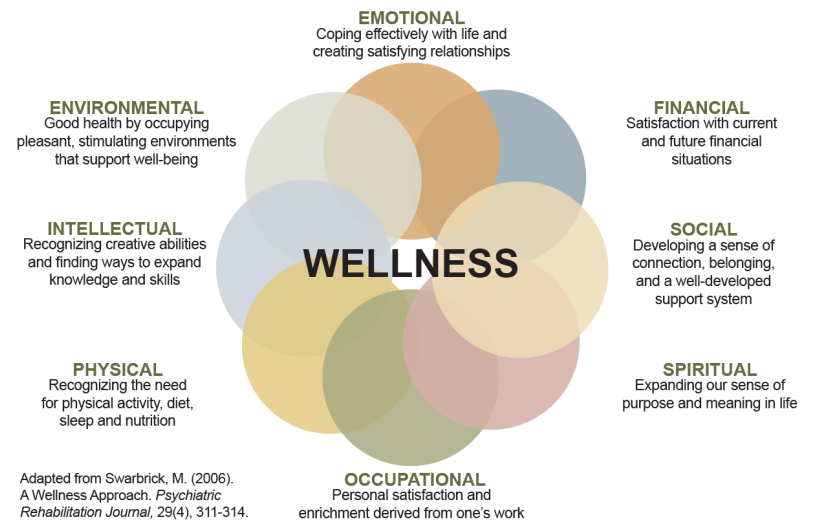 EMOTIONAL
Coping effectively with life and
creating satisfying relationships
ENVIRONMENTAL
Good health by occupying
pleasant, stimulating environments
that support well-being
FINANCIAL
Satisfaction with current
and future financial
situations
INTELLECTUAL
Recognizing creative abilities
and finding ways to expand
knowledge and skills
WELLNESS
SOCIAL
Developing a sense of
connection, belonging,
and a well-developed
support system
PHYSICAL
Recognizing the need
for physical activity, diet,
sleep and nutrition
SPIRITUAL
Expanding our sense of
purpose and meaning in life
OCCUPATIONAL
Personal satisfaction and
enrichment derived from one’s work
Adapted from Swarbrick, M. (2006).
A Wellness Approach. Psychiatric
Rehabilitation Journal, 29(4), 311-314.